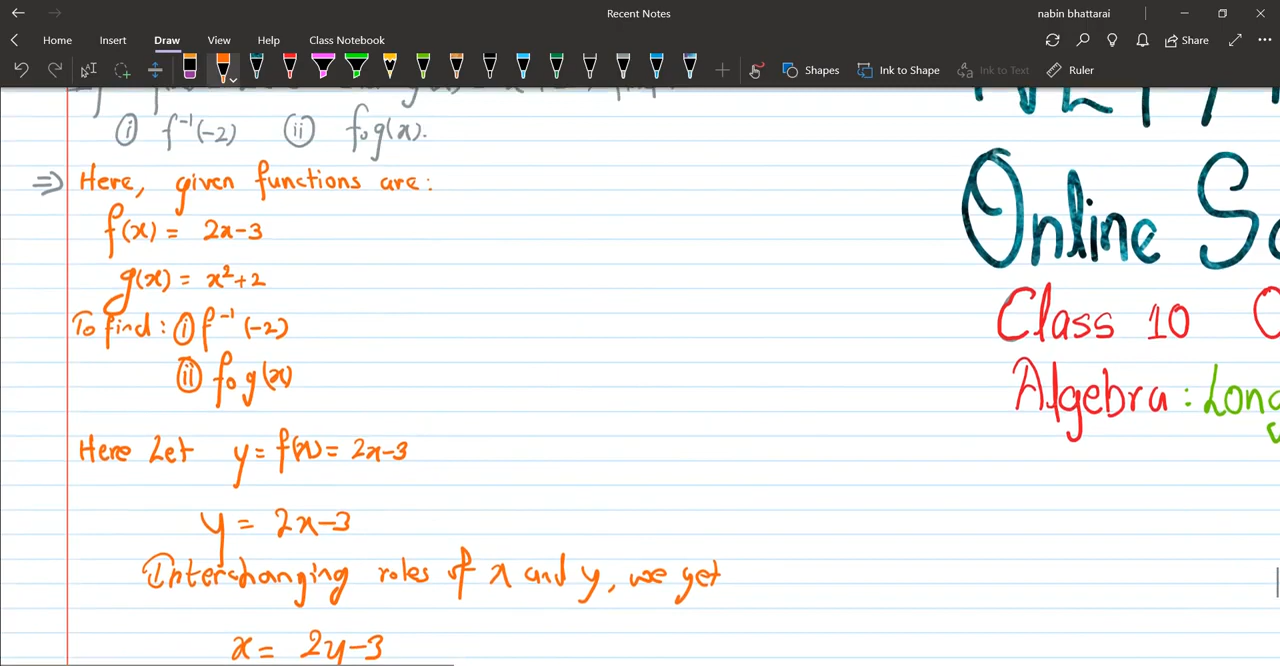 Recent Notes
nabin bhattarai
Home Insert Draw View Help Class Notebook
Share
Shapes Ink to Shape Ink to Text Ruler
(i) f⁻¹(-2) (ii) fog(x).
⇒ Here, given functions are:
f(x) = 2x-3
g(x) = x²+2
To find: (i) f⁻¹(-2)
(ii) fog(x)
Here Let y = f(x) = 2x-3
y = 2x-3
Interchanging roles of x and y, we get
x = 2y-3
Online
Class 10
Algebra :